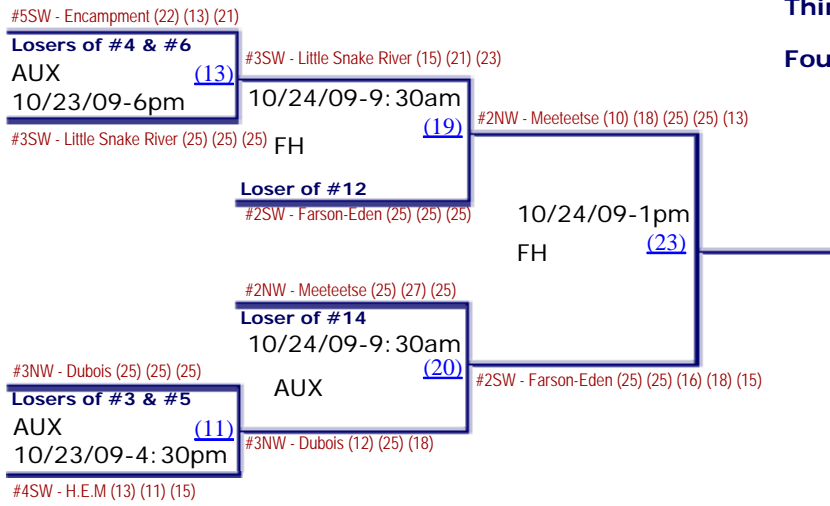 #5SW - Encampment (22) (13) (21)
Losers of #4 & #6
AUX
(13)
10/23/09-6pm
#3SW - Little Snake River (25) (25) (25)
#3SW - Little Snake River (15) (21) (23)
10/24/09-9:30am
(19)
FH
Loser of #12
#2SW - Farson-Eden (25) (25) (25)
#2NW - Meeteetse (10) (18) (25) (25) (13)
10/24/09-1pm
FH
(23)
#2NW - Meeteetse (25) (27) (25)
Loser of #14
10/24/09-9:30am
(20)
AUX
#2SW - Farson-Eden (25) (25) (16) (18) (15)
#3NW - Dubois (25) (25) (25)
Losers of #3 & #5
AUX
(11)
10/23/09-4:30pm
#3NW - Dubois (12) (25) (18)
#4SW - H.E.M (13) (11) (15)